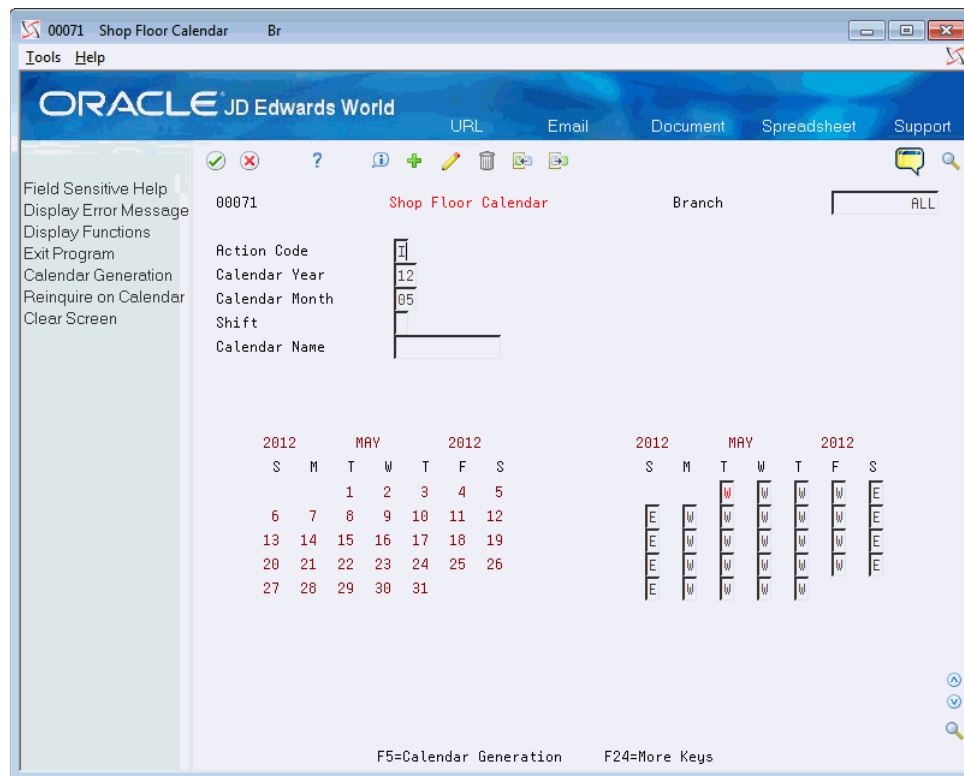 00071 Shop Floor Calendar Br
Tools Help
ORACLE JD Edwards World
URL Email Document Spreadsheet Support
Field Sensitive Help
Display Error Message
Display Functions
Exit Program
Calendar Generation
Reinquire on Calendar
Clear Screen
00071 Shop Floor Calendar Branch ALL
Action Code I
Calendar Year 12
Calendar Month 05
Shift
Calendar Name
2012 MAY 2012
S M T W T F S
1 2 3 4 5
6 7 8 9 10 11 12
13 14 15 16 17 18 19
20 21 22 23 24 25 26
27 28 29 30 31
2012 MAY 2012
S M T W T F S
W W W W E
E W W W W W E
E W W W W W E
E W W W W W E
E W W W W
F5=Calendar Generation F24=More Keys